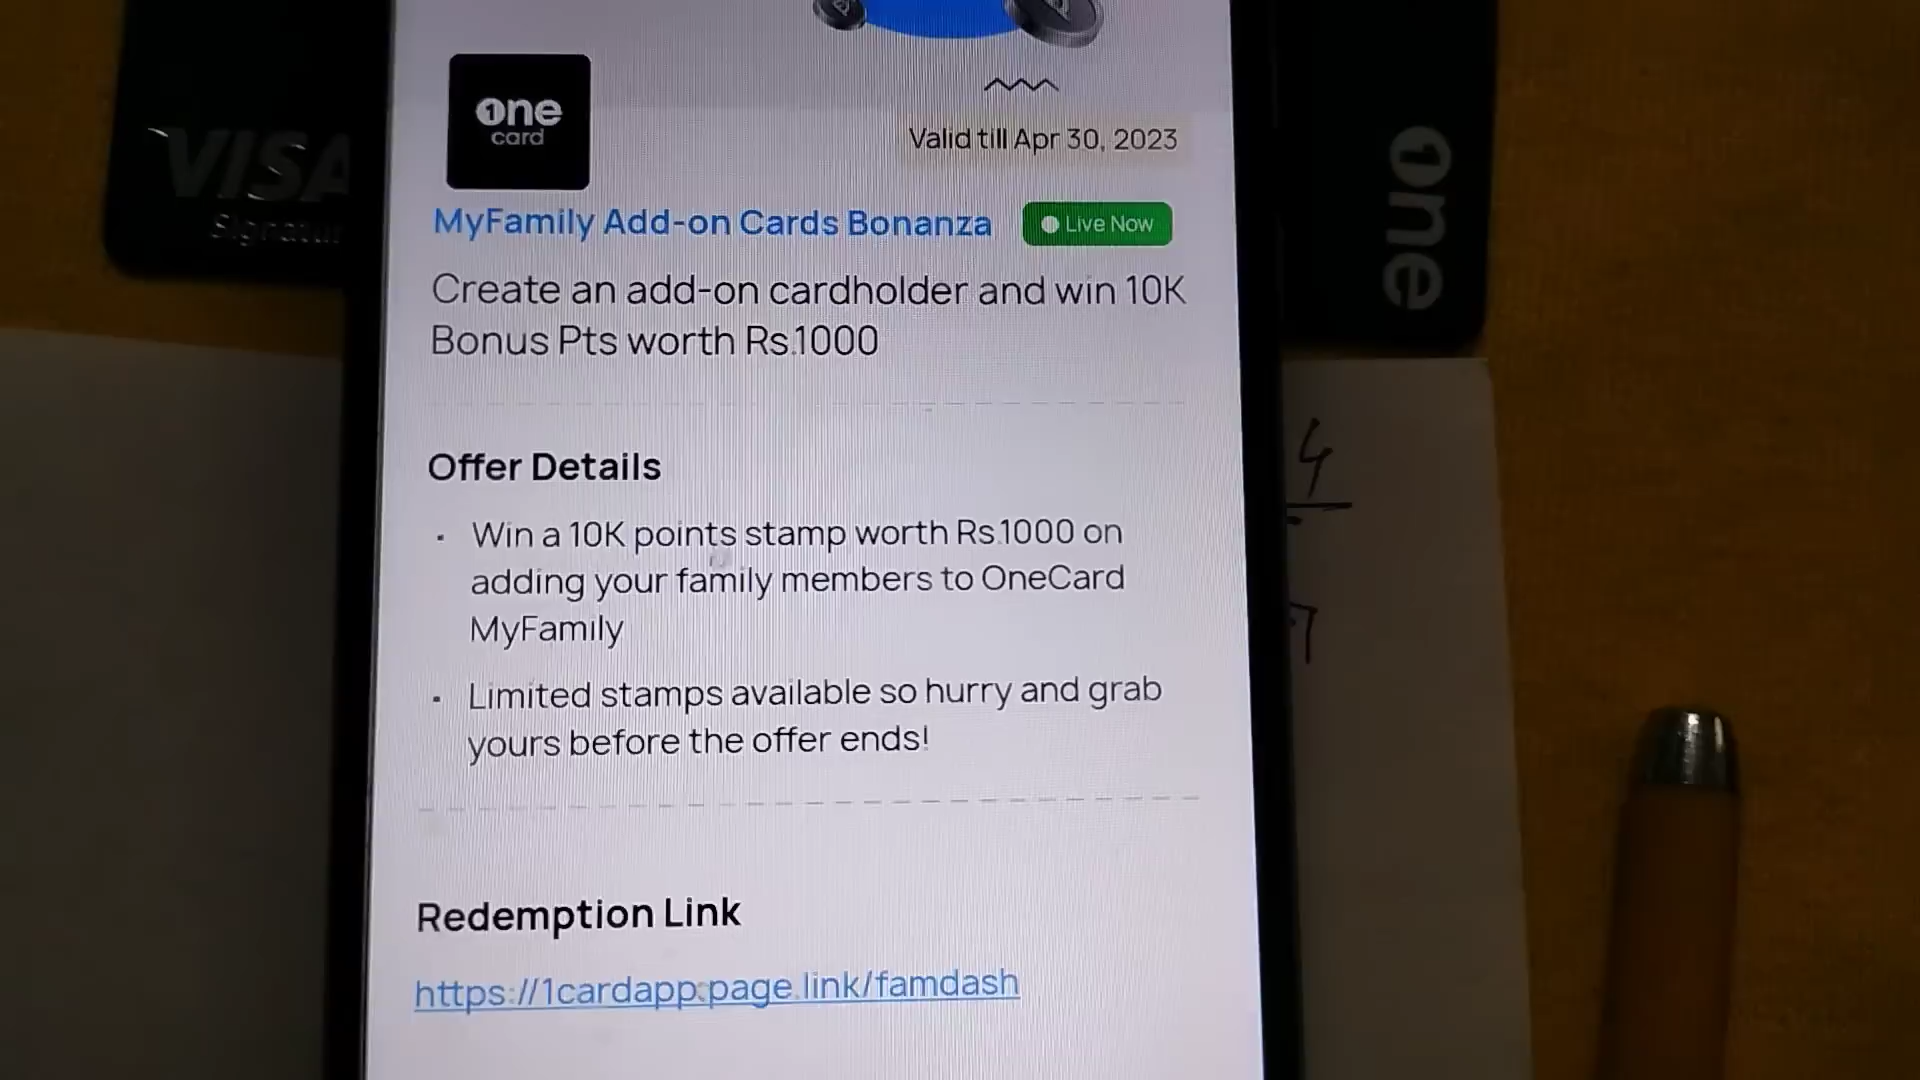 one
card
Valid till Apr 30, 2023
MyFamily Add-on Cards Bonanza
Live Now
Create an add-on cardholder and win 10K
Bonus Pts worth Rs.1000
Offer Details
· Win a 10K points stamp worth Rs.1000 on
adding your family members to OneCard
MyFamily
· Limited stamps available so hurry and grab
yours before the offer ends!
Redemption Link
https://1cardapp.page.link/famdash
VISA
Signatur
one
4
7